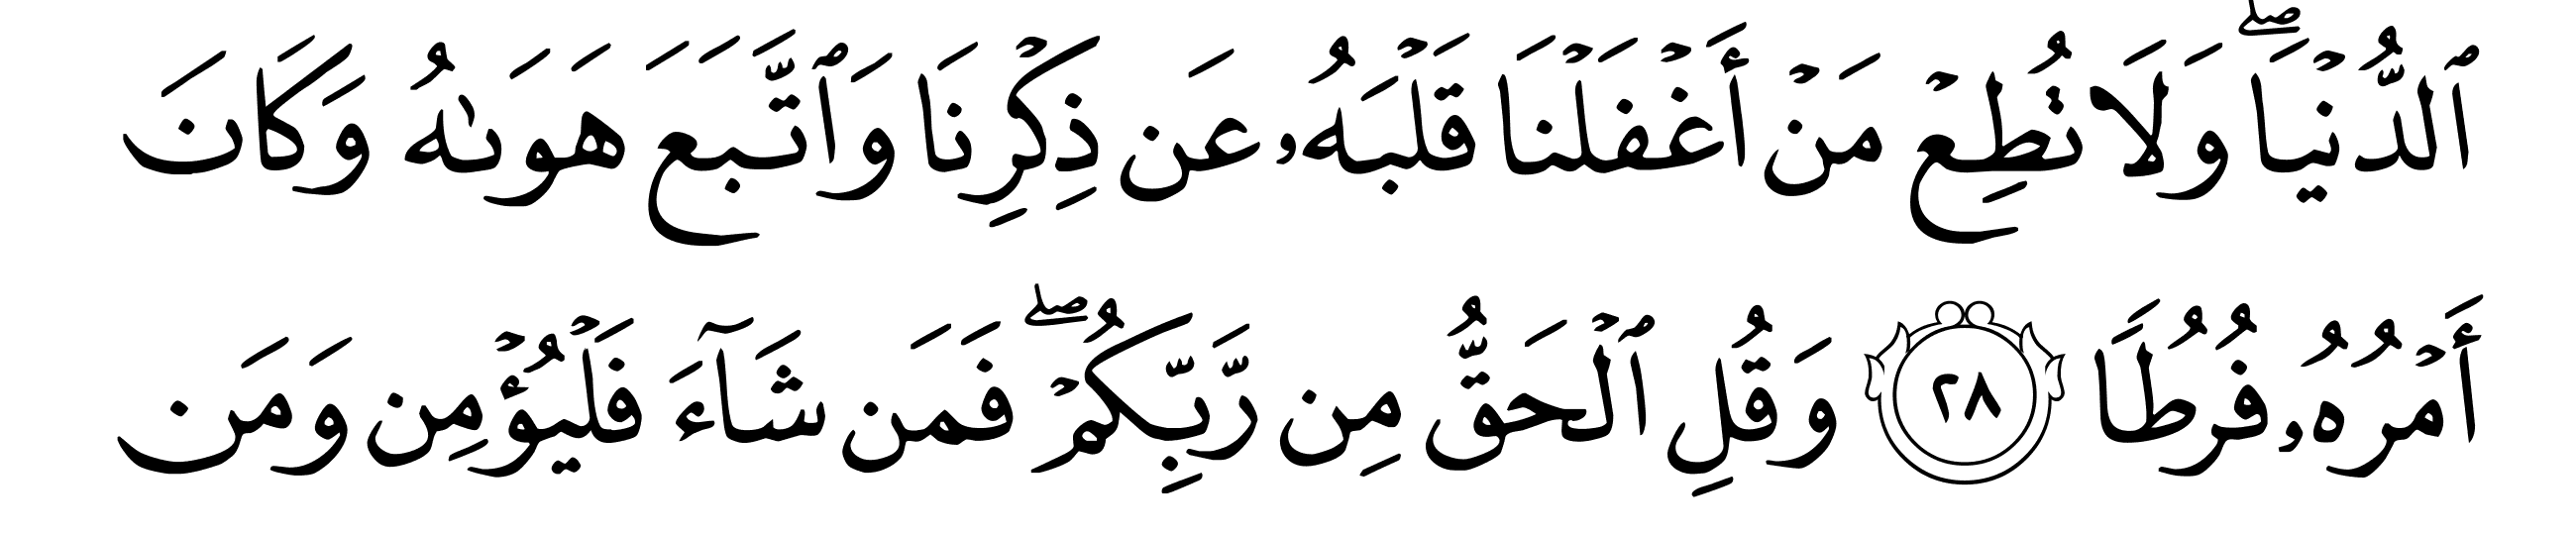 ٱلدُّنۡيَاۖ وَلَا تُطِعۡ مَنۡ أَغۡفَلۡنَا قَلۡبَهُۥ عَن ذِكۡرِنَا وَٱتَّبَعَ هَوَىٰهُ وَكَانَ
أَمۡرُهُۥ فُرُطًا ٢٨ وَقُلِ ٱلۡحَقُّ مِن رَّبِّكُمۡۖ فَمَن شَآءَ فَلۡيُؤۡمِن وَمَن